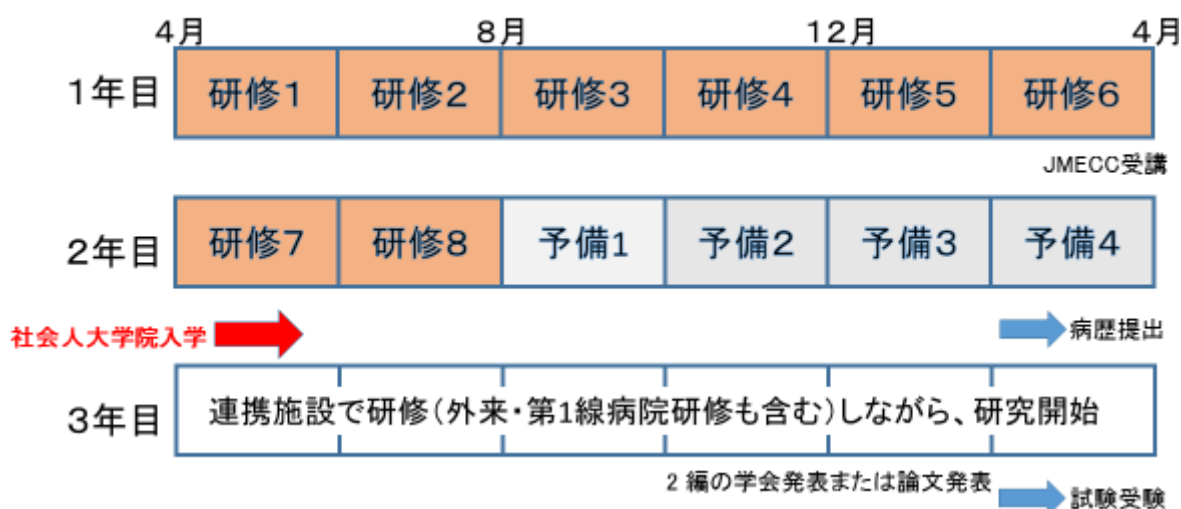 4月 8月 12月 4月
1年目 研修1 研修2 研修3 研修4 研修5 研修6
JMECC受講
2年目 研修7 研修8 予備1 予備2 予備3 予備4
社会人大学院入学 病歴提出
3年目 連携施設で研修(外来・第1線病院研修も含む)しながら、研究開始
2編の学会発表または論文発表
試験受験